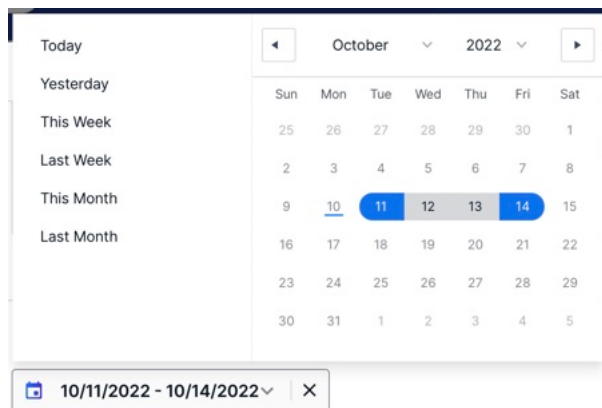 Today
Yesterday
This Week
Last Week
This Month
Last Month
October 2022
Sun Mon Tue Wed Thu Fri Sat
25 26 27 28 29 30 1
2 3 4 5 6 7 8
9 10 11 12 13 14 15
16 17 18 19 20 21 22
23 24 25 26 27 28 29
30 31 1 2 3 4 5
10/11/2022 - 10/14/2022